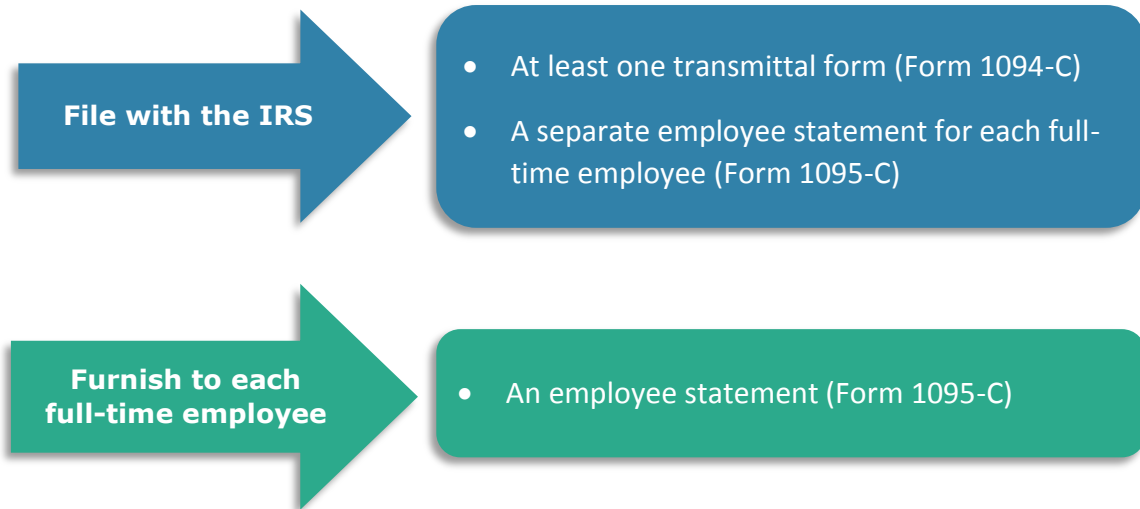 File with the IRS
• At least one transmittal form (Form 1094-C)
• A separate employee statement for each full-
time employee (Form 1095-C)
Furnish to each
full-time employee
• An employee statement (Form 1095-C)